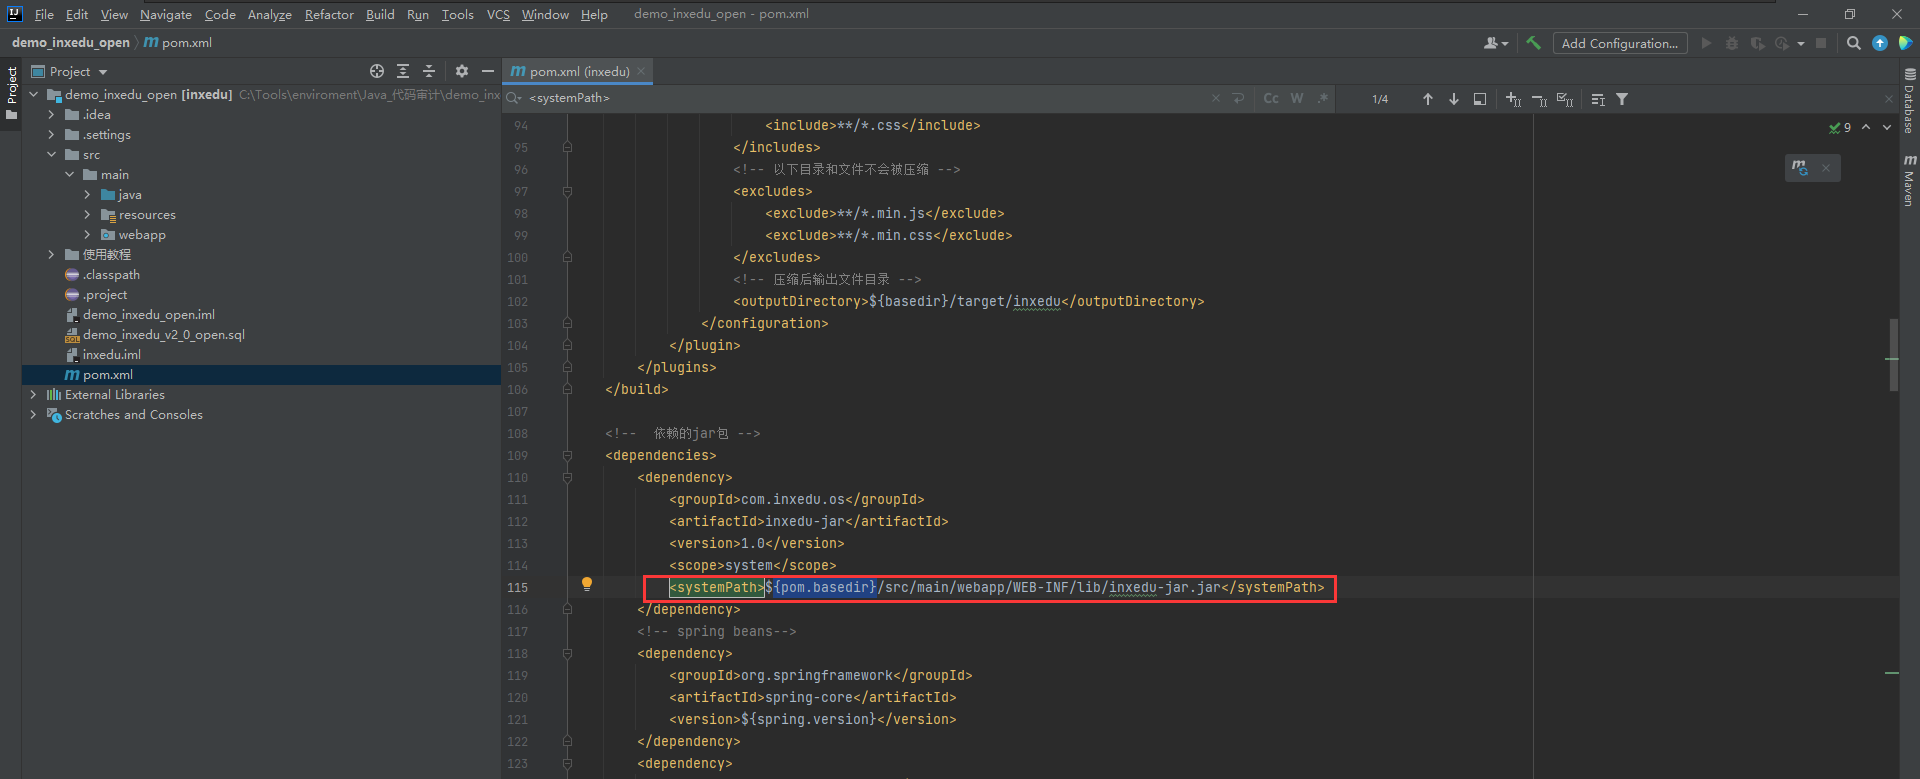 File Edit View Navigate Code Analyze Refactor Build Run Tools VCS Window Help demo_inxedu_open - pom.xml
demo_inxedu_open m pom.xml Add Configuration...
Project
Project
demo_inxedu_open [inxedu] C:\Tools\enviroment\Java_代码审计\demo_inx
.idea
.settings
src
main
java
resources
webapp
使用教程
.classpath
.project
demo_inxedu_open.iml
demo_inxedu_v2_0_open.sql
inxedu.iml
m pom.xml
External Libraries
Scratches and Consoles
m pom.xml (inxedu)
<systemPath> Cc W .* 1/4
94 <include>**/*.css</include>
95 </includes>
96 <!-- 以下目录和文件不会被压缩 -->
97 <excludes>
98 <exclude>**/*.min.js</exclude>
99 <exclude>**/*.min.css</exclude>
100 </excludes>
101 <!-- 压缩后输出文件目录 -->
102 <outputDirectory>${basedir}/target/inxedu</outputDirectory>
103 </configuration>
104 </plugin>
105 </plugins>
106 </build>
107
108 <!-- 依赖的jar包 -->
109 <dependencies>
110 <dependency>
111 <groupId>com.inxedu.os</groupId>
112 <artifactId>inxedu-jar</artifactId>
113 <version>1.0</version>
114 <scope>system</scope>
115 <systemPath>${pom.basedir}/src/main/webapp/WEB-INF/lib/inxedu-jar.jar</systemPath>
116 </dependency>
117 <!-- spring beans-->
118 <dependency>
119 <groupId>org.springframework</groupId>
120 <artifactId>spring-core</artifactId>
121 <version>${spring.version}</version>
122 </dependency>
123 <dependency>
9
Database
m Maven